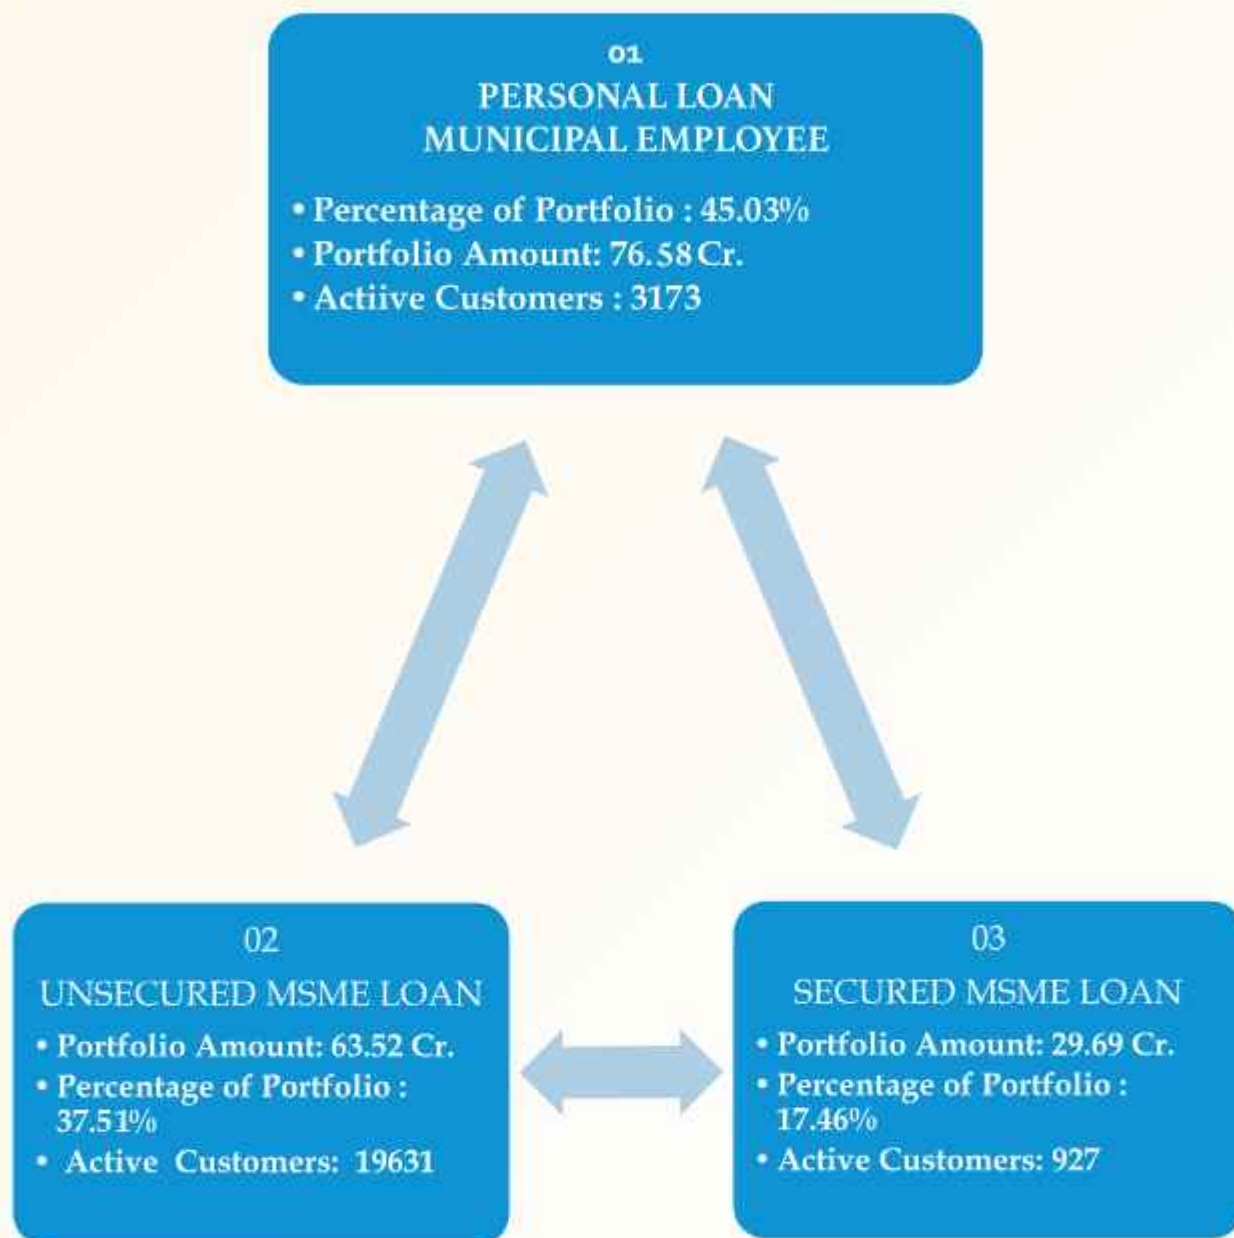 01
PERSONAL LOAN
MUNICIPAL EMPLOYEE
• Percentage of Portfolio : 45.03%
• Portfolio Amount: 76.58 Cr.
• Actiive Customers : 3173
02
UNSECURED MSME LOAN
• Portfolio Amount: 63.52 Cr.
• Percentage of Portfolio :
37.51%
• Active Customers: 19631
03
SECURED MSME LOAN
• Portfolio Amount: 29.69 Cr.
• Percentage of Portfolio :
17.46%
• Active Customers: 927